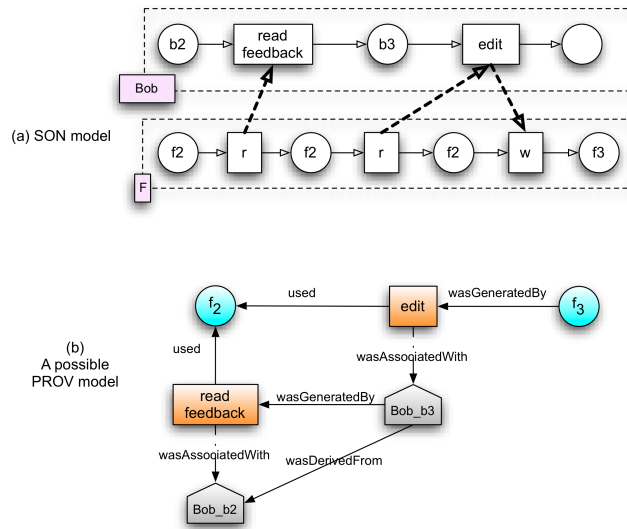 b2
read
feedback
b3
edit
Bob
(a) SON model
f2
r
f2
r
f2
w
f3
F
f2
used
edit
wasGeneratedBy
f3
(b)
A possible
PROV model
used
wasAssociatedWith
read
feedback
wasGeneratedBy
Bob_b3
wasAssociatedWith
wasDerivedFrom
Bob_b2